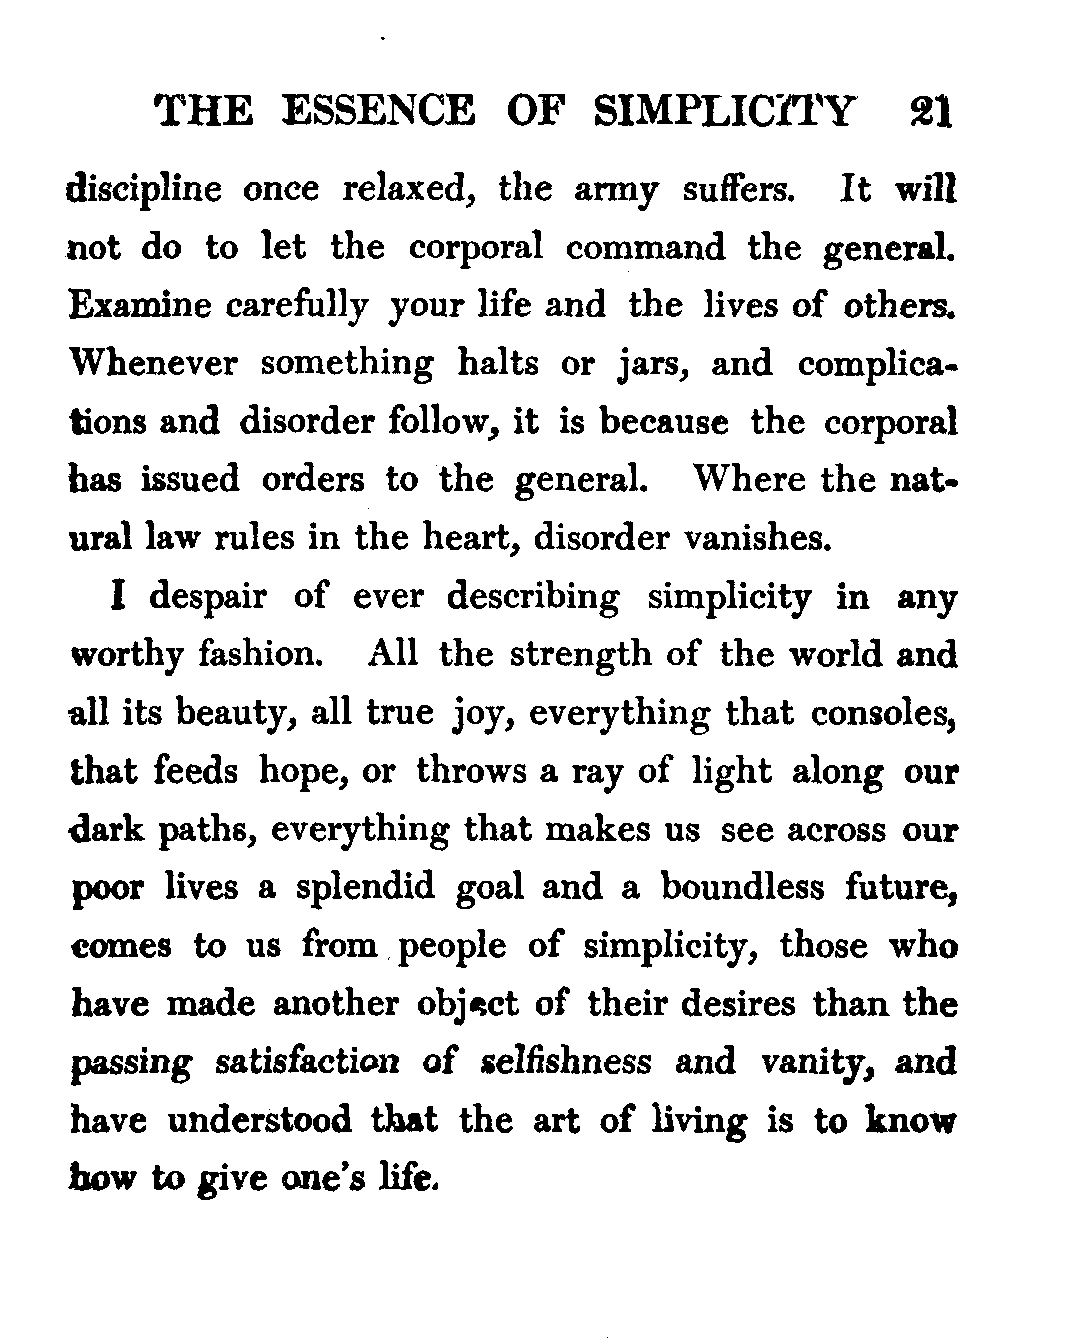 THE ESSENCE OF SIMPLICITY 21
discipline once relaxed, the army suffers. It will
not do to let the corporal command the general.
Examine carefully your life and the lives of others.
Whenever something halts or jars, and complica-
tions and disorder follow, it is because the corporal
has issued orders to the general. Where the nat-
ural law rules in the heart, disorder vanishes.
I despair of ever describing simplicity in any
worthy fashion. All the strength of the world and
all its beauty, all true joy, everything that consoles,
that feeds hope, or throws a ray of light along our
dark paths, everything that makes us see across our
poor lives a splendid goal and a boundless future,
comes to us from people of simplicity, those who
have made another object of their desires than the
passing satisfaction of selfishness and vanity, and
have understood that the art of living is to know
how to give one's life.